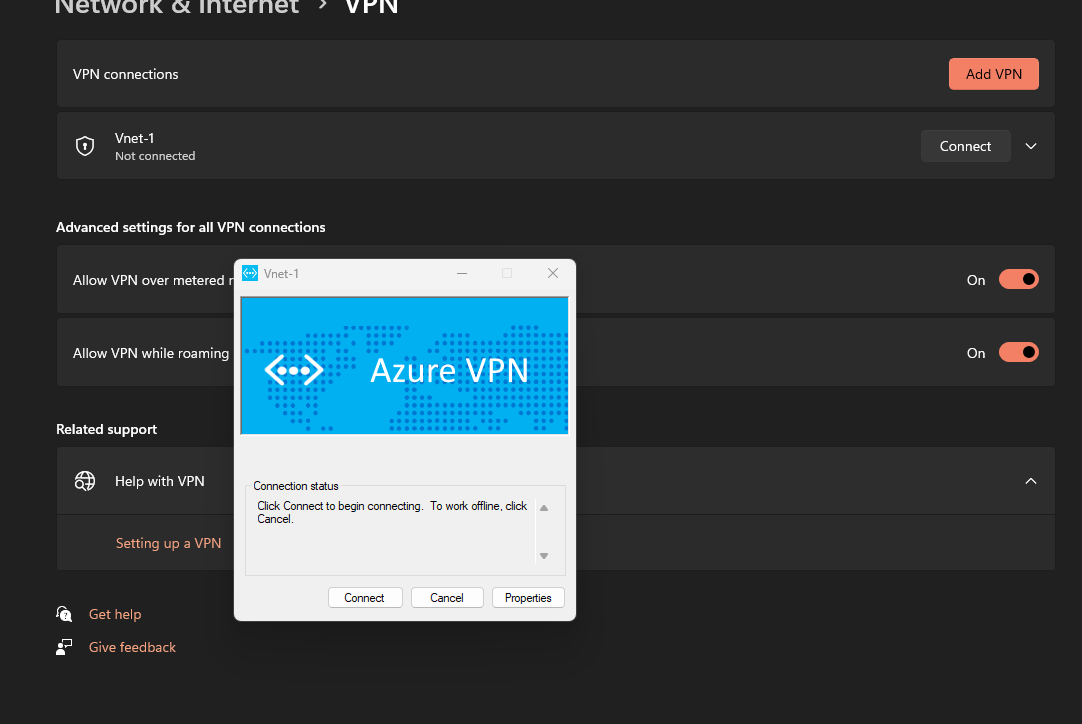 Network & internet > VPN
VPN connections
Add VPN
Vnet-1
Not connected
Connect
Advanced settings for all VPN connections
Allow VPN over metered
On
Allow VPN while roaming
On
Related support
Help with VPN
Setting up a VPN
Get help
Give feedback
Vnet-1
Azure VPN
Connection status
Click Connect to begin connecting. To work offline, click
Cancel.
Connect
Cancel
Properties